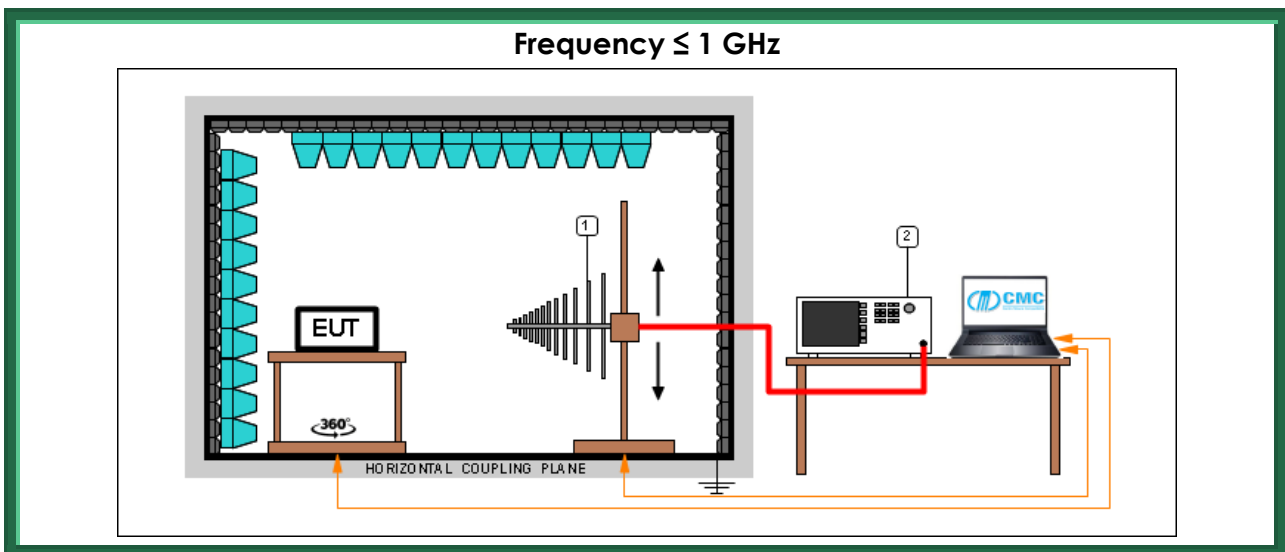 Frequency ≤ 1 GHz
1
2
CMC
EUT
360°
HORIZONTAL COUPLING PLANE